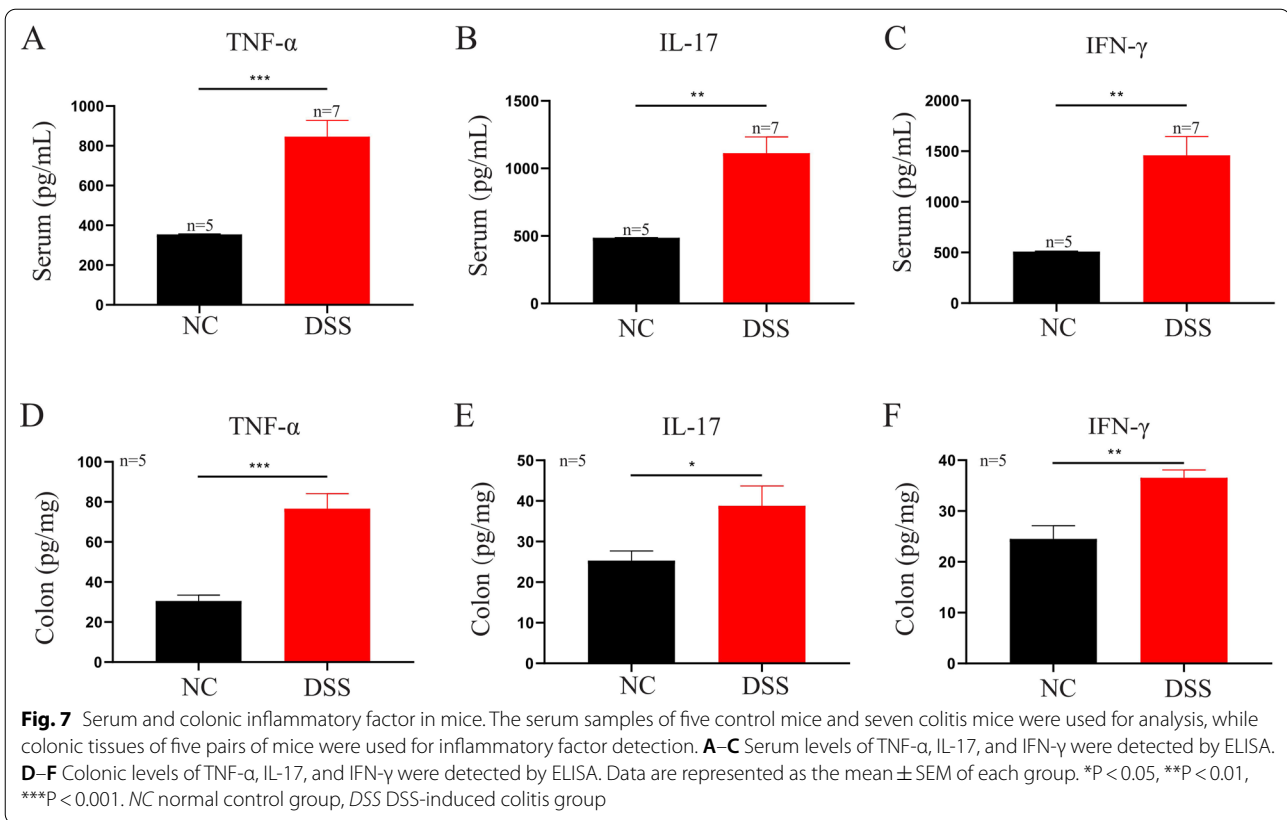 A
TNF-α
***
Serum (pg/mL)
1000
800
600
400
200
0
n=5
n=7
NC
DSS
B
IL-17
**
Serum (pg/mL)
1500
1000
500
0
n=5
n=7
NC
DSS
C
IFN-γ
**
Serum (pg/mL)
2000
1500
1000
500
0
n=5
n=7
NC
DSS
D
TNF-α
n=5
***
Colon (pg/mg)
100
80
60
40
20
0
NC
DSS
E
IL-17
n=5
*
Colon (pg/mg)
50
40
30
20
10
0
NC
DSS
F
IFN-γ
n=5
**
Colon (pg/mg)
40
30
20
10
0
NC
DSS
Fig. 7 Serum and colonic inflammatory factor in mice. The serum samples of five control mice and seven colitis mice were used for analysis, while
colonic tissues of five pairs of mice were used for inflammatory factor detection. A–C Serum levels of TNF-α, IL-17, and IFN-γ were detected by ELISA.
D–F Colonic levels of TNF-α, IL-17, and IFN-γ were detected by ELISA. Data are represented as the mean ± SEM of each group. *P < 0.05, **P < 0.01,
***P < 0.001. NC normal control group, DSS DSS-induced colitis group